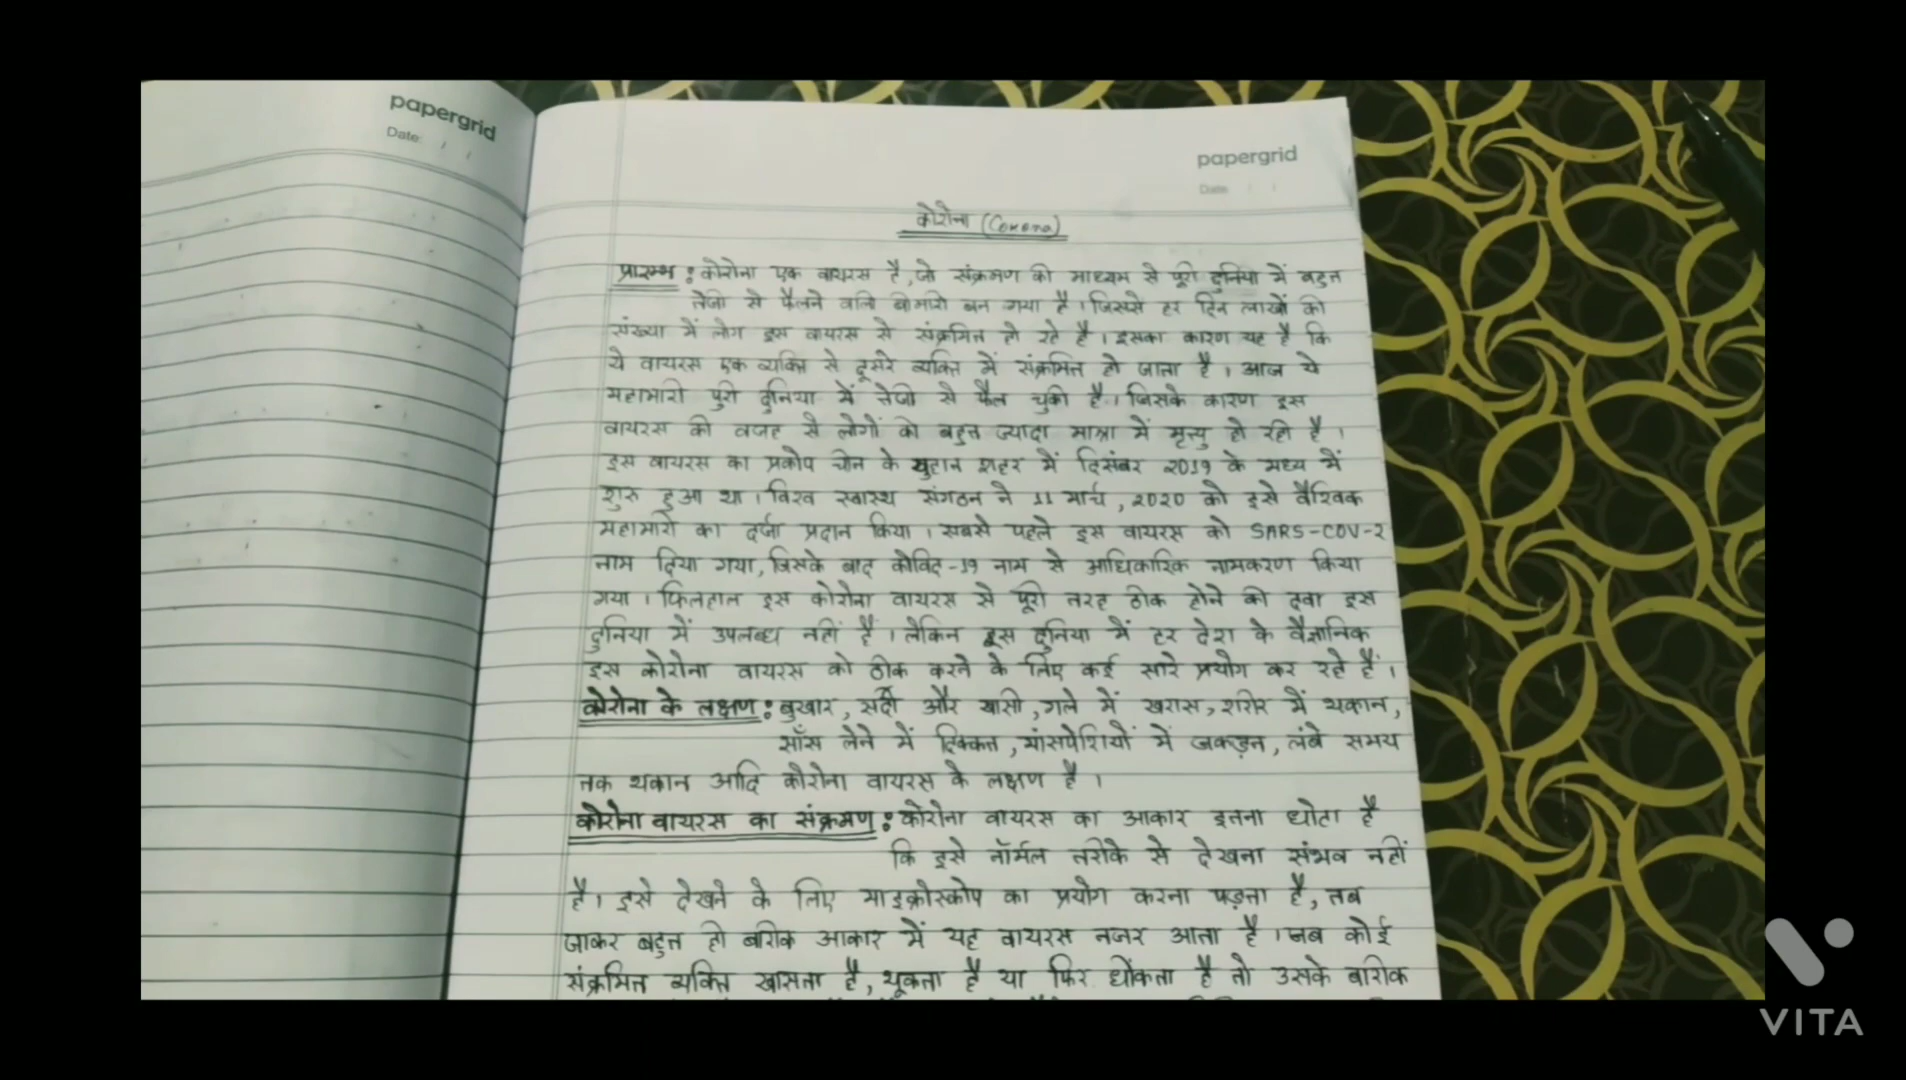 papergrid
Date
papergrid
Date
कोरोना (Corona)
प्रारम्भ : कोरोना एक वायरस है, जो संक्रमण की माध्यम से पूरी दुनिया में बहुत
तेजी से फैलने वाली बीमारी बन गया है। जिससे हर दिन लाखों की
संख्या में लोग इस वायरस से संक्रमित हो रहे है। इसका कारण यह है कि
ये वायरस एक व्यक्ति से दूसरे व्यक्ति में संक्रमित हो जाता है। आज ये
महामारी पुरी दुनिया में तेजी से फैल चुकी है। जिसके कारण इस
वायरस की वजह से लोगों की बहुत ज्यादा मात्रा में मृत्यु हो रही है।
इस वायरस का प्रकोप चीन के वुहान शहर में दिसंबर 2019 के मध्य में
शुरु हुआ था। विश्व स्वास्थ संगठन ने 11 मार्च, 2020 को इसे वैश्विक
महामारी का दर्जा प्रदान किया। सबसे पहले इस वायरस को SARS-COV-2
नाम दिया गया, जिसके बाद कोविद-19 नाम से आधिकारिक नामकरण किया
गया। फिलहाल इस कोरोना वायरस से पूरी तरह ठीक होने की दवा इस
दुनिया में उपलब्ध नहीं है। लेकिन इस दुनिया में हर देश के वैज्ञानिक
इस कोरोना वायरस को ठीक करने के लिए कई सारे प्रयोग कर रहे हैं।
कोरोना के लक्षण : बुखार, सर्दी और खासी, गले में खरास, शरीर में थकान,
साँस लेने में दिक्कत, मांसपेशियों में जकड़न, लंबे समय
तक थकान आदि कोरोना वायरस के लक्षण है।
कोरोना वायरस का संक्रमण : कोरोना वायरस का आकार इतना छोटा है
कि इसे नॉर्मल तरीके से देखना संभव नहीं
है। इसे देखने के लिए माइक्रोस्कोप का प्रयोग करना पड़ता है, तब
जाकर बहुत ही बारीक आकार में यह वायरस नजर आता है। जब कोई
संक्रमित व्यक्ति खासता है, थूकता है या फिर छींकता है तो उसके बारीक
VITA